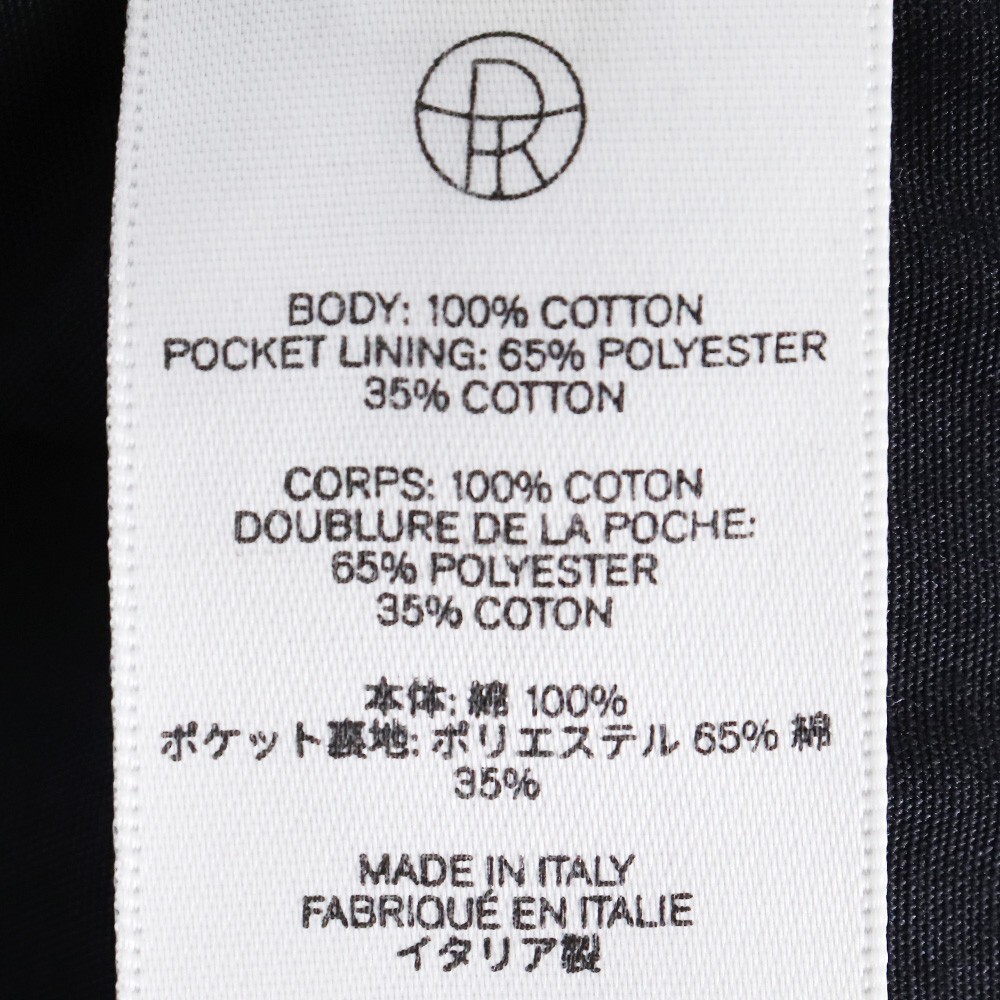 BODY: 100% COTTON
POCKET LINING: 65% POLYESTER
35% COTTON
CORPS: 100% COTON
DOUBLURE DE LA POCHE:
65% POLYESTER
35% COTON
本体: 綿 100%
ポケット裏地: ポリエステル 65% 綿
35%
MADE IN ITALY
FABRIQUÉ EN ITALIE
イタリア製